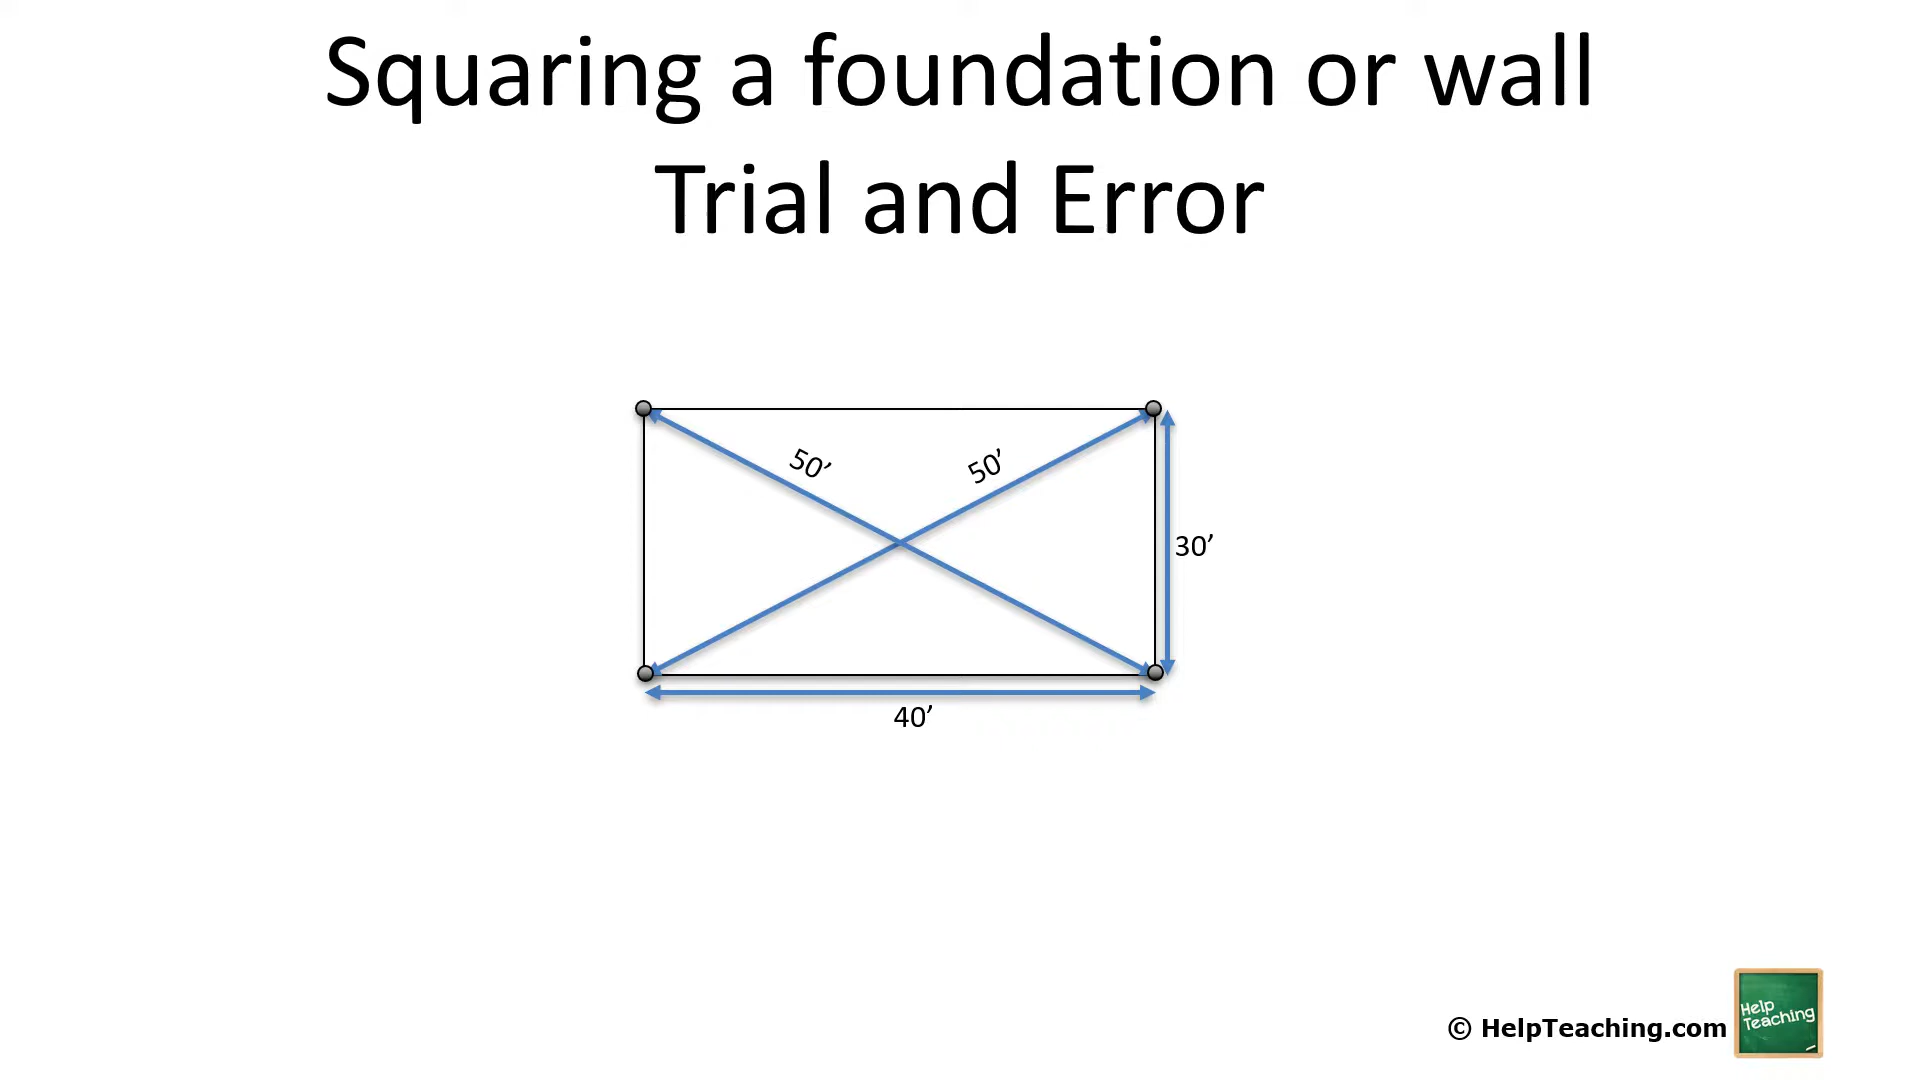 Squaring a foundation or wall
Trial and Error
50’
50’
30’
40’
© HelpTeaching.com
Help
Teaching